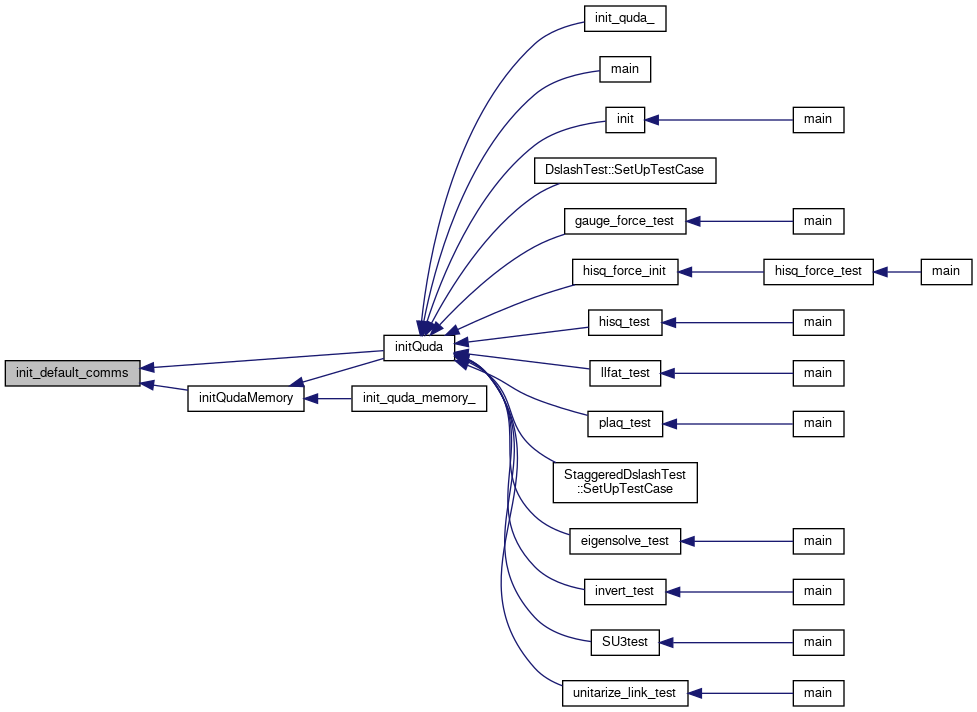 init_quda_
main
init
main
DslashTest::SetUpTestCase
gauge_force_test
main
hisq_force_init
hisq_force_test
main
hisq_test
main
initQuda
llfat_test
main
init_default_comms
initQudaMemory
init_quda_memory_
plaq_test
main
StaggeredDslashTest
::SetUpTestCase
eigensolve_test
main
invert_test
main
SU3test
main
unitarize_link_test
main